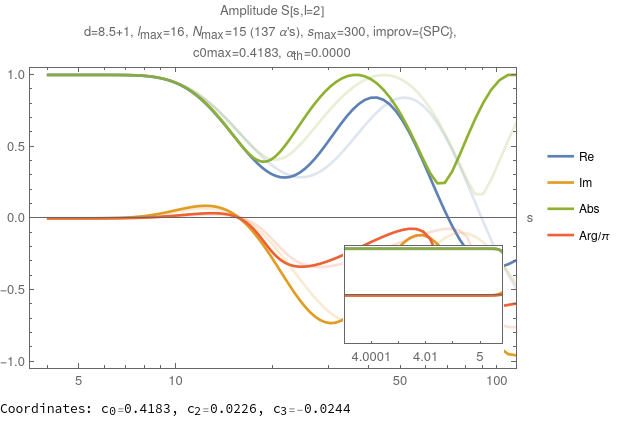 Amplitude S[s,l=2]
d=8.5+1, lmax=16, Nmax=15 (137 α's), smax=300, improv={SPC},
c0max=0.4183, αth=0.0000
1.0
0.5
0.0
−0.5
−1.0
s
Re
Im
Abs
Arg/π
4.0001 4.01 5
5 10 50 100
Coordinates: c0=0.4183, c2=0.0226, c3=-0.0244